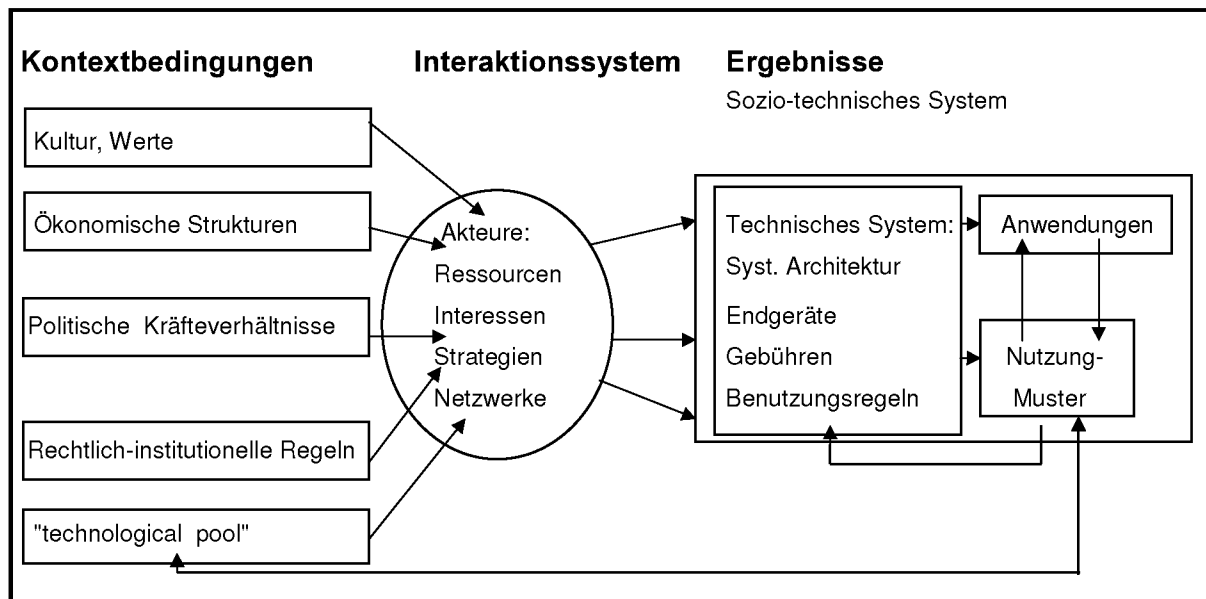 Kontextbedingungen
Interaktionssystem
Ergebnisse
Sozio-technisches System
Kultur, Werte
Ökonomische Strukturen
Politische Kräfteverhältnisse
Rechtlich-institutionelle Regeln
"technological pool"
Akteure:
Ressourcen
Interessen
Strategien
Netzwerke
Technisches System:
Syst. Architektur
Endgeräte
Gebühren
Benutzungsregeln
Anwendungen
Nutzung-
Muster